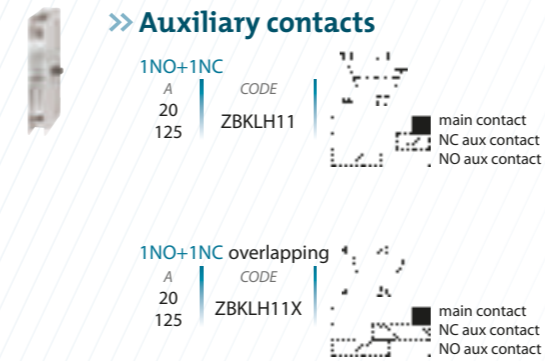 >> Auxiliary contacts
1NO+1NC
A CODE
20
125
ZBKLH11
main contact
NC aux contact
NO aux contact
1NO+1NC overlapping
A CODE
20
125
ZBKLH11X
main contact
NC aux contact
NO aux contact